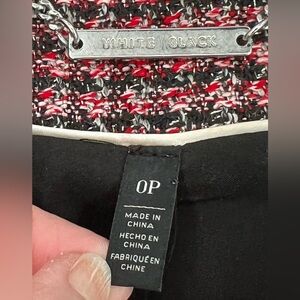 WHITE BLACK
0P
MADE IN
CHINA
HECHO EN
CHINA
FABRIQUÉ EN
CHINE